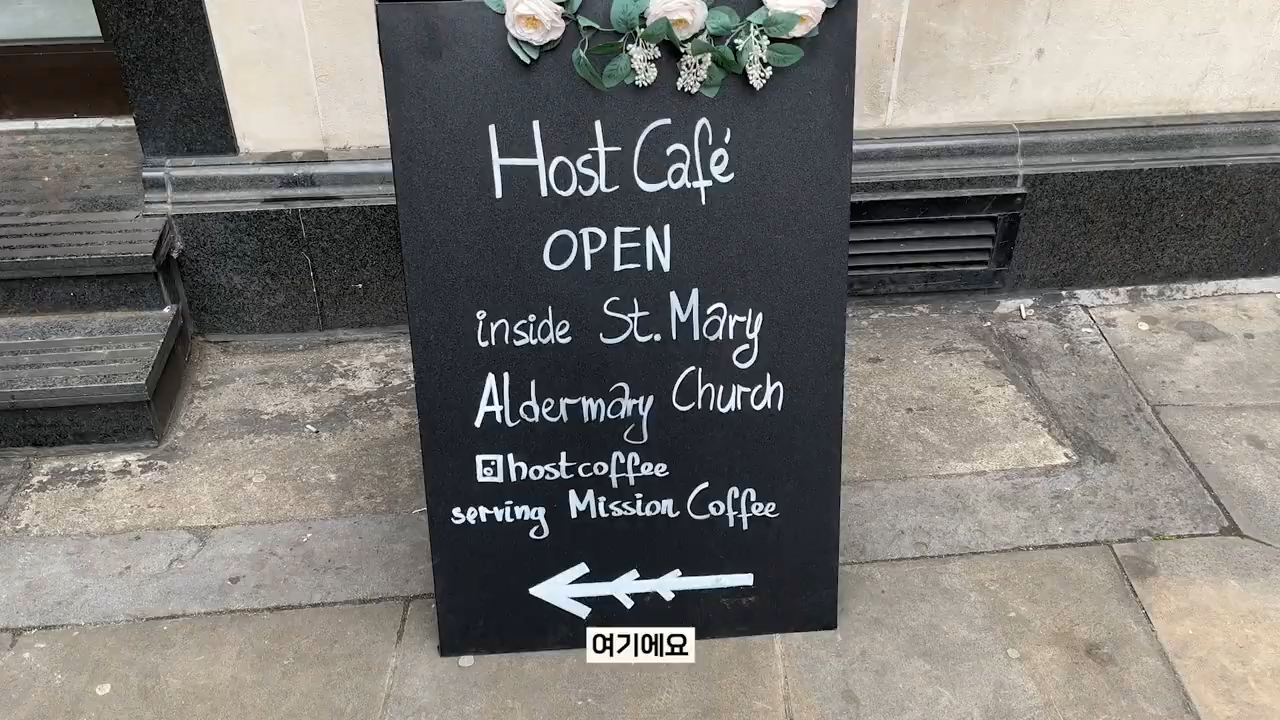 Host Café
OPEN
inside St. Mary
Aldermary Church
hostcoffee
serving Mission Coffee
여기에요